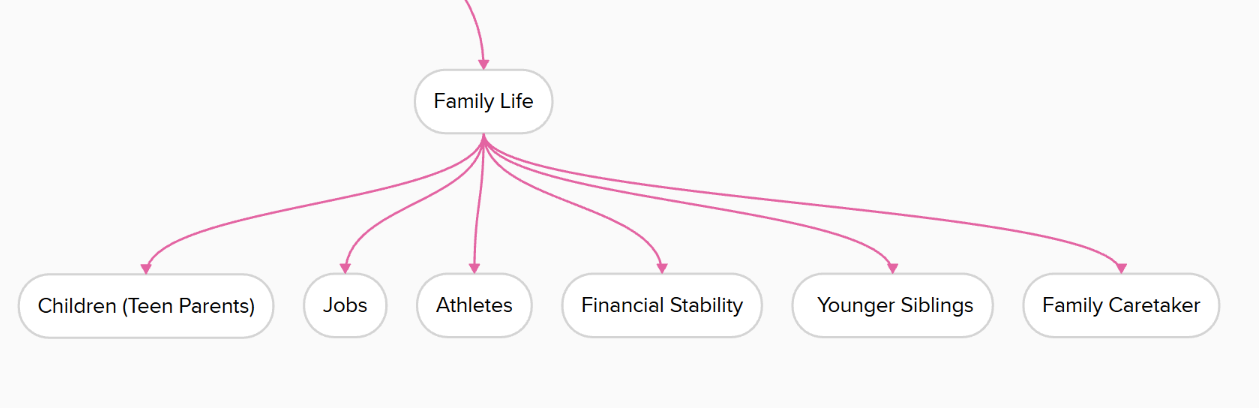 Family Life
Children (Teen Parents)
Jobs
Athletes
Financial Stability
Younger Siblings
Family Caretaker